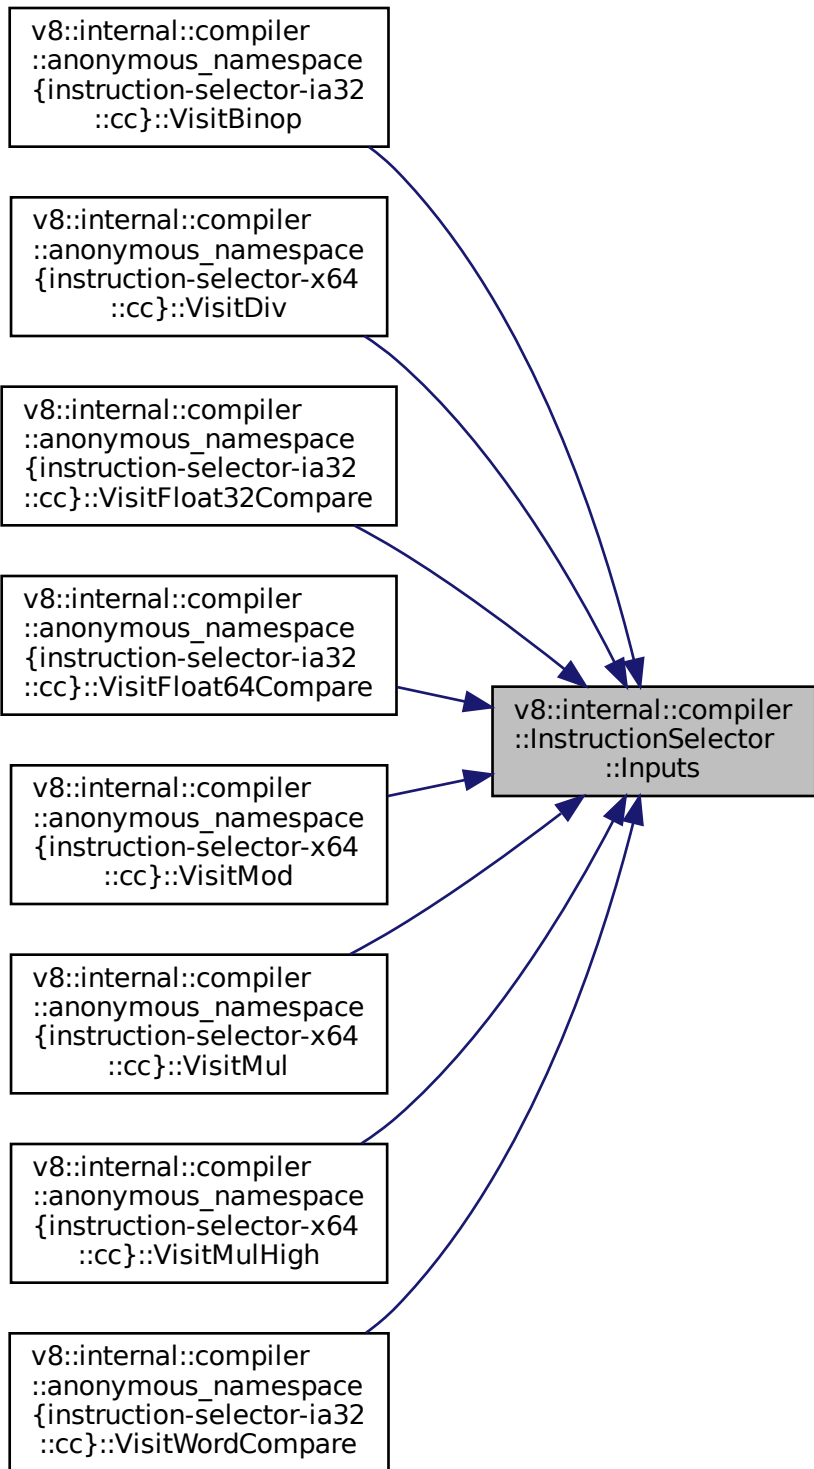 v8::internal::compiler
::anonymous_namespace
{instruction-selector-ia32
::cc}::VisitBinop
v8::internal::compiler
::anonymous_namespace
{instruction-selector-x64
::cc}::VisitDiv
v8::internal::compiler
::anonymous_namespace
{instruction-selector-ia32
::cc}::VisitFloat32Compare
v8::internal::compiler
::anonymous_namespace
{instruction-selector-ia32
::cc}::VisitFloat64Compare
v8::internal::compiler
::InstructionSelector
::Inputs
v8::internal::compiler
::anonymous_namespace
{instruction-selector-x64
::cc}::VisitMod
v8::internal::compiler
::anonymous_namespace
{instruction-selector-x64
::cc}::VisitMul
v8::internal::compiler
::anonymous_namespace
{instruction-selector-x64
::cc}::VisitMulHigh
v8::internal::compiler
::anonymous_namespace
{instruction-selector-ia32
::cc}::VisitWordCompare